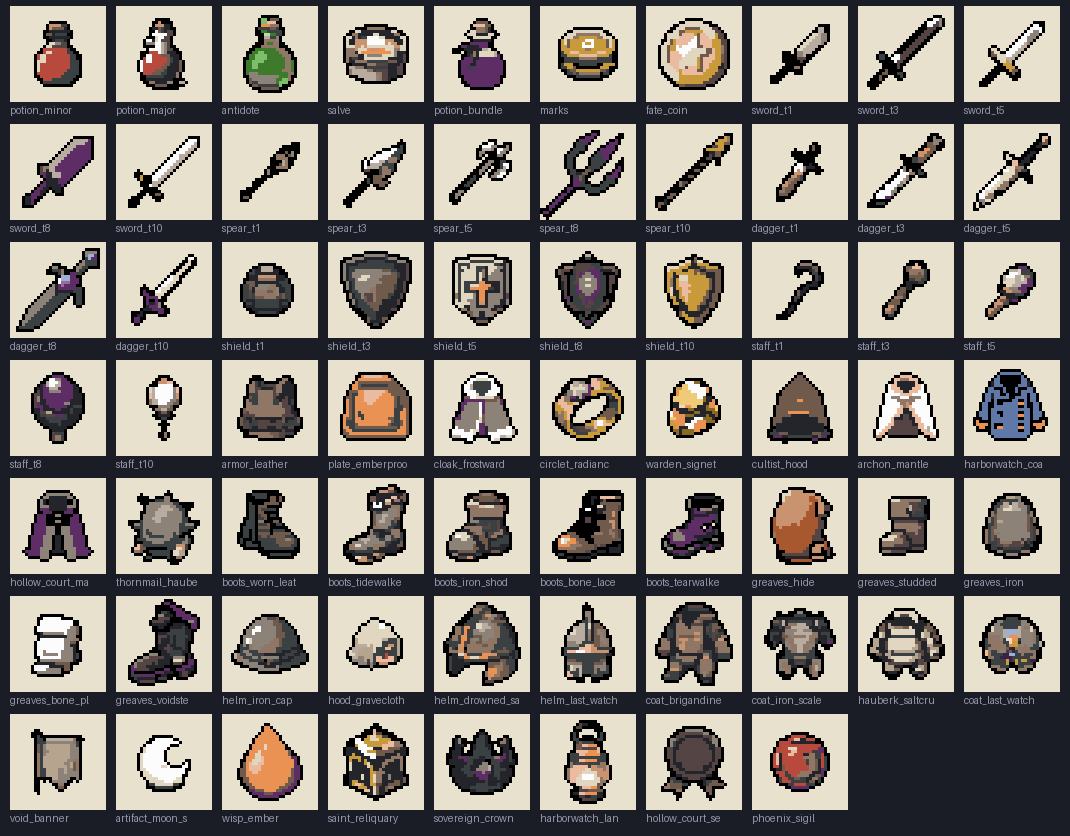 potion_minor potion_major antidote salve potion_bundle marks fate_coin sword_t1 sword_t3 sword_t5
sword_t8 sword_t10 spear_t1 spear_t3 spear_t5 spear_t8 spear_t10 dagger_t1 dagger_t3 dagger_t5
dagger_t8 dagger_t10 shield_t1 shield_t3 shield_t5 shield_t8 shield_t10 staff_t1 staff_t3 staff_t5
staff_t8 staff_t10 armor_leather plate_emberproo cloak_frostward circlet_radianc warden_signet cultist_hood archon_mantle harborwatch_coa
hollow_court_ma thornmail_haube boots_worn_leat boots_tidewalke boots_iron_shod boots_bone_lace boots_tearwalke greaves_hide greaves_studded greaves_iron
greaves_bone_pl greaves_voidste helm_iron_cap hood_gravecloth helm_drowned_sa helm_last_watch coat_brigandine coat_iron_scale hauberk_saltcru coat_last_watch
void_banner artifact_moon_s wisp_ember saint_reliquary sovereign_crown harborwatch_lan hollow_court_se phoenix_sigil